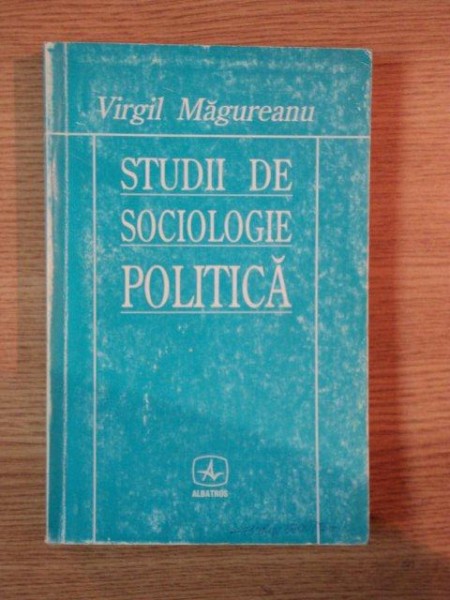 Virgil Măgureanu
STUDII DE
SOCIOLOGIE
POLITICĂ
ALBATROS